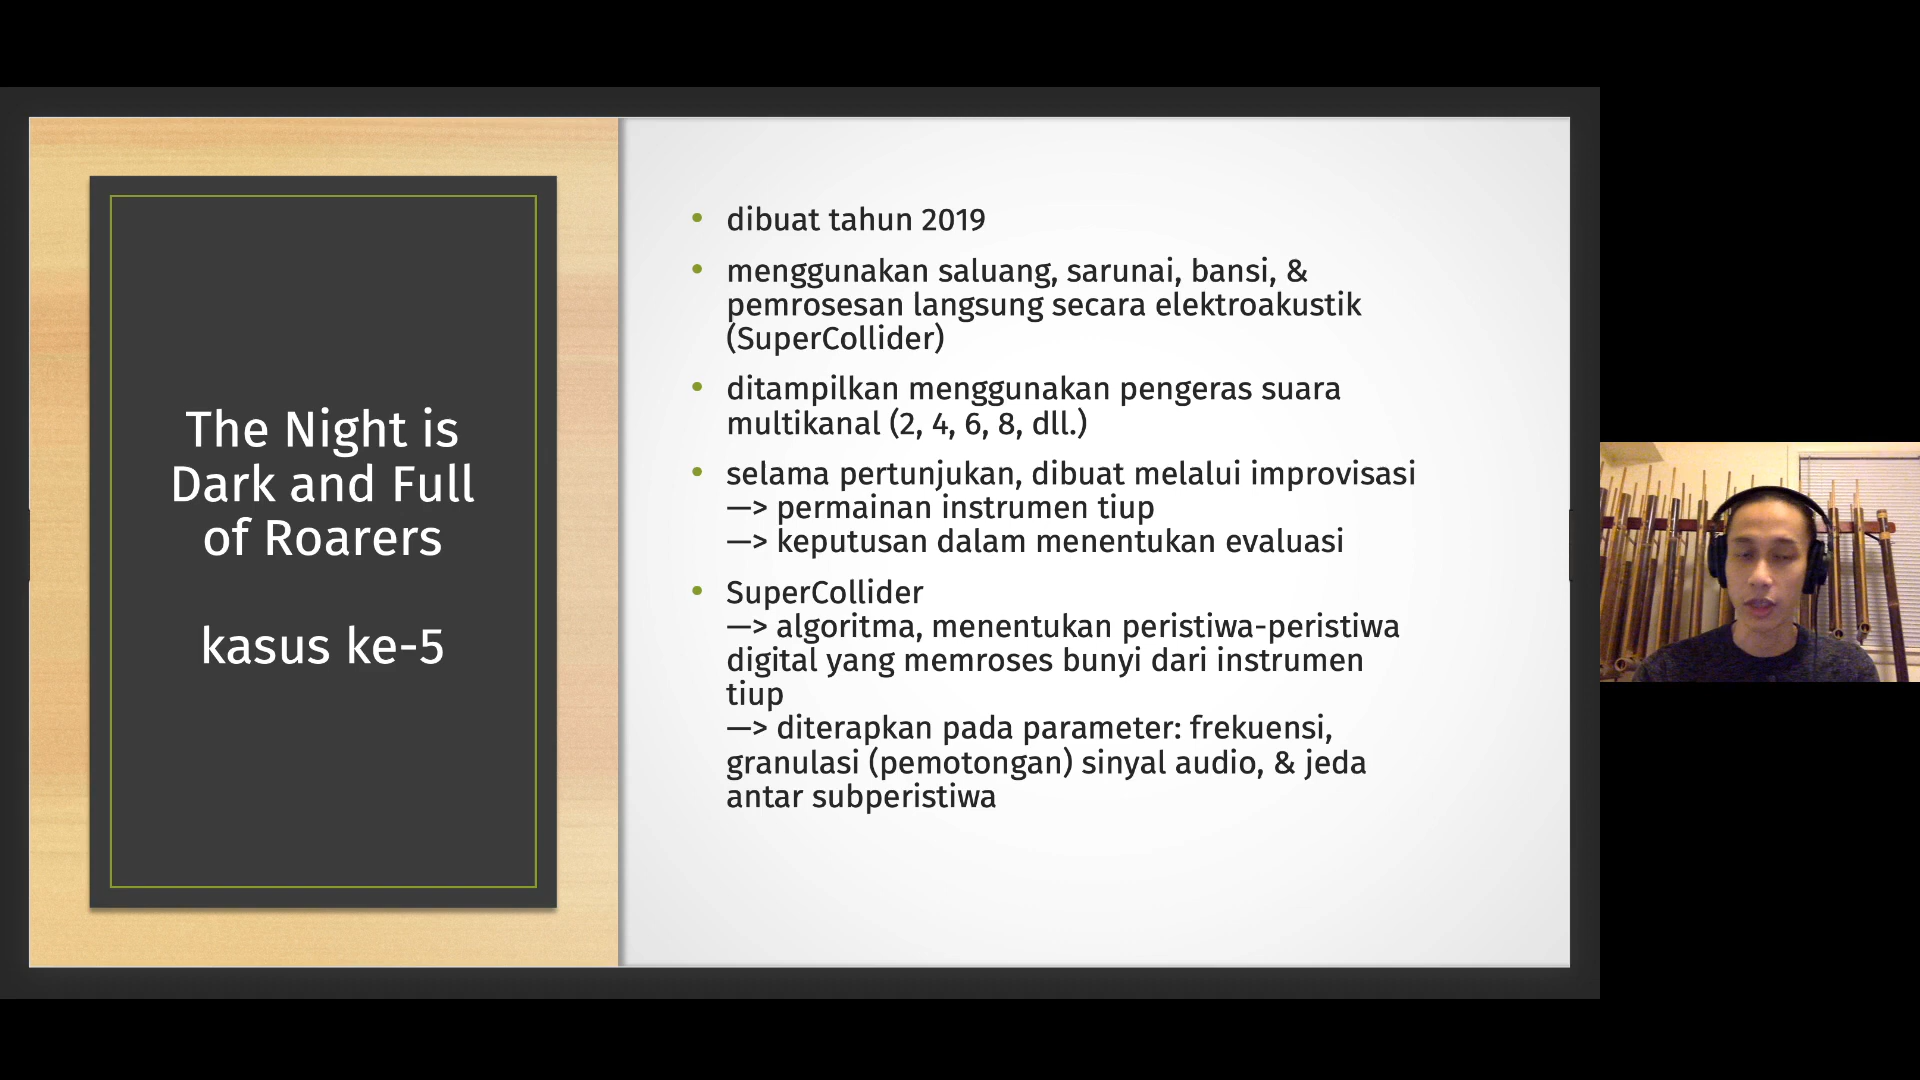 The Night is
Dark and Full
of Roarers
kasus ke-5
• dibuat tahun 2019
• menggunakan saluang, sarunai, bansi, &
pemrosesan langsung secara elektroakustik
(SuperCollider)
• ditampilkan menggunakan pengeras suara
multikanal (2, 4, 6, 8, dll.)
• selama pertunjukan, dibuat melalui improvisasi
—> permainan instrumen tiup
—> keputusan dalam menentukan evaluasi
• SuperCollider
—> algoritma, menentukan peristiwa-peristiwa
digital yang memroses bunyi dari instrumen
tiup
—> diterapkan pada parameter: frekuensi,
granulasi (pemotongan) sinyal audio, & jeda
antar subperistiwa